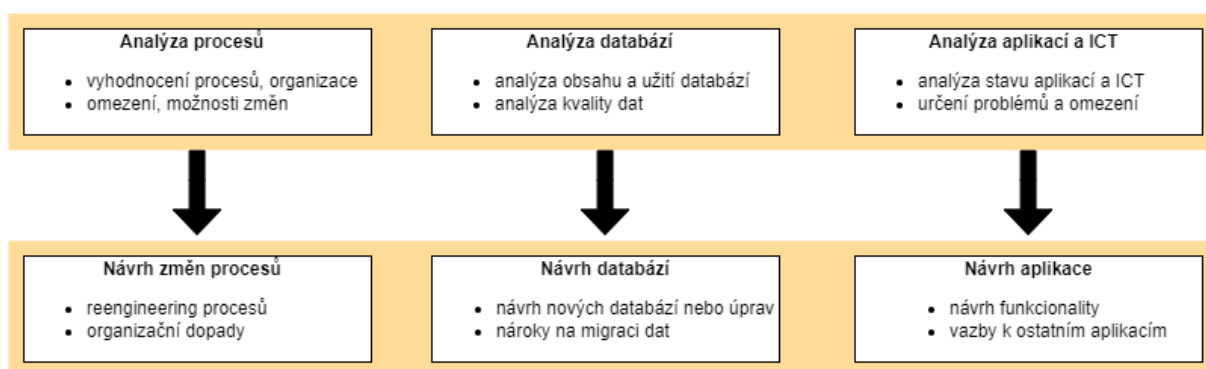 Analýza procesů
vyhodnocení procesů, organizace
omezení, možnosti změn
Analýza databází
analýza obsahu a užití databází
analýza kvality dat
Analýza aplikací a ICT
analýza stavu aplikací a ICT
určení problémů a omezení
Návrh změn procesů
reengineering procesů
organizační dopady
Návrh databází
návrh nových databází nebo úprav
nároky na migraci dat
Návrh aplikace
návrh funkcionality
vazby k ostatním aplikacím